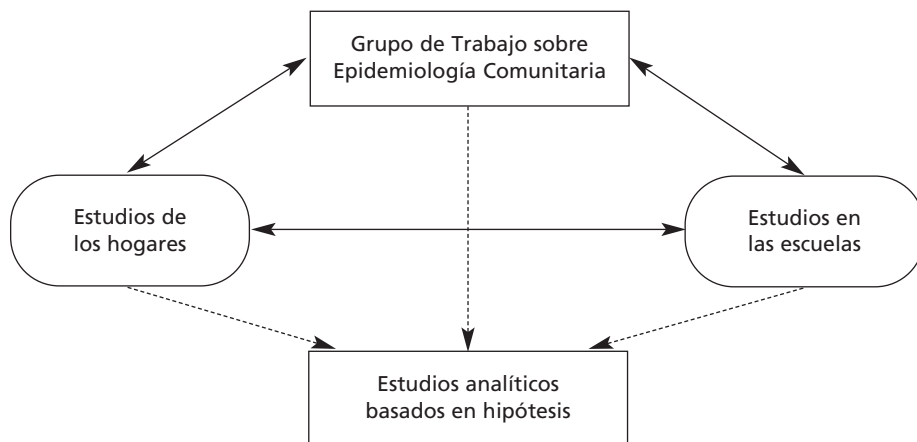 Grupo de Trabajo sobre
Epidemiología Comunitaria
Estudios de
los hogares
Estudios en
las escuelas
Estudios analíticos
basados en hipótesis